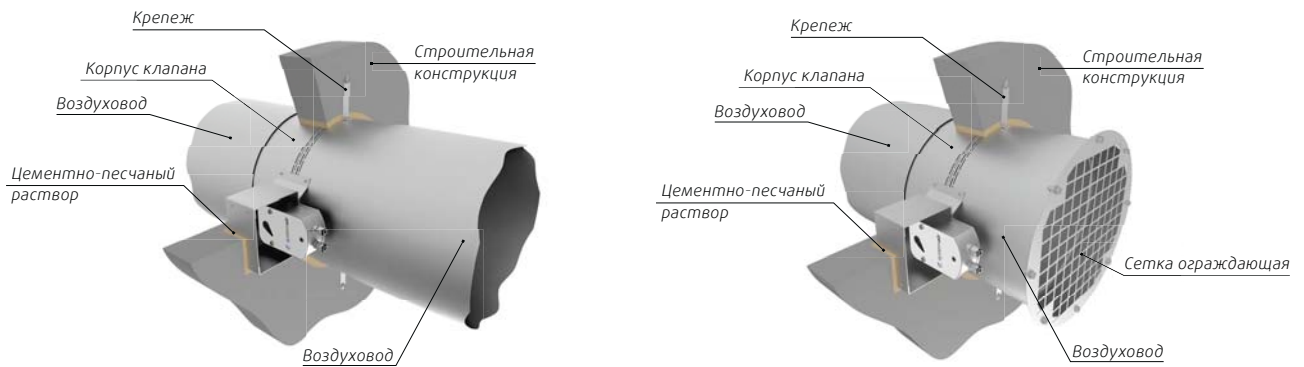 Крепеж
Строительная
конструкция
Корпус клапана
Воздуховод
Цементно-песчаный
раствор
Воздуховод
Крепеж
Строительная
конструкция
Корпус клапана
Воздуховод
Цементно-песчаный
раствор
Сетка ограждающая
Воздуховод